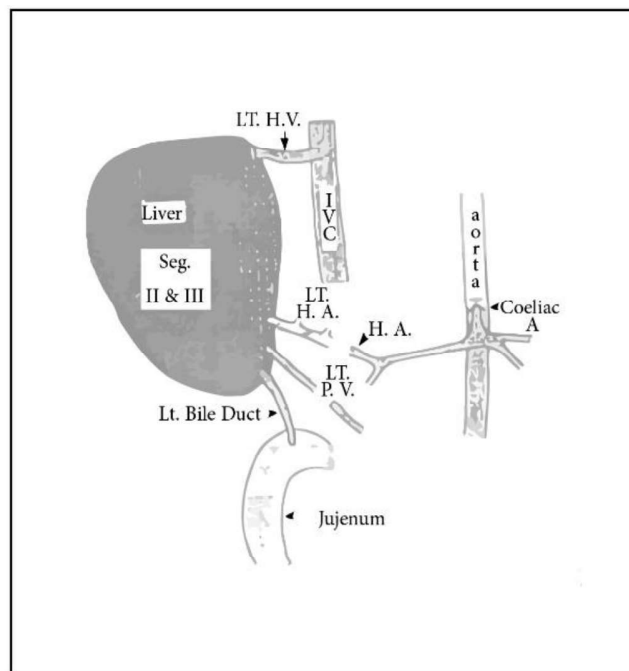 LT. H.V.
I
V
C
a
o
r
t
a
Liver
Seg.
II & III
LT.
H. A.
Coeliac
A
H. A.
LT.
P. V.
Lt. Bile Duct
Jujenum